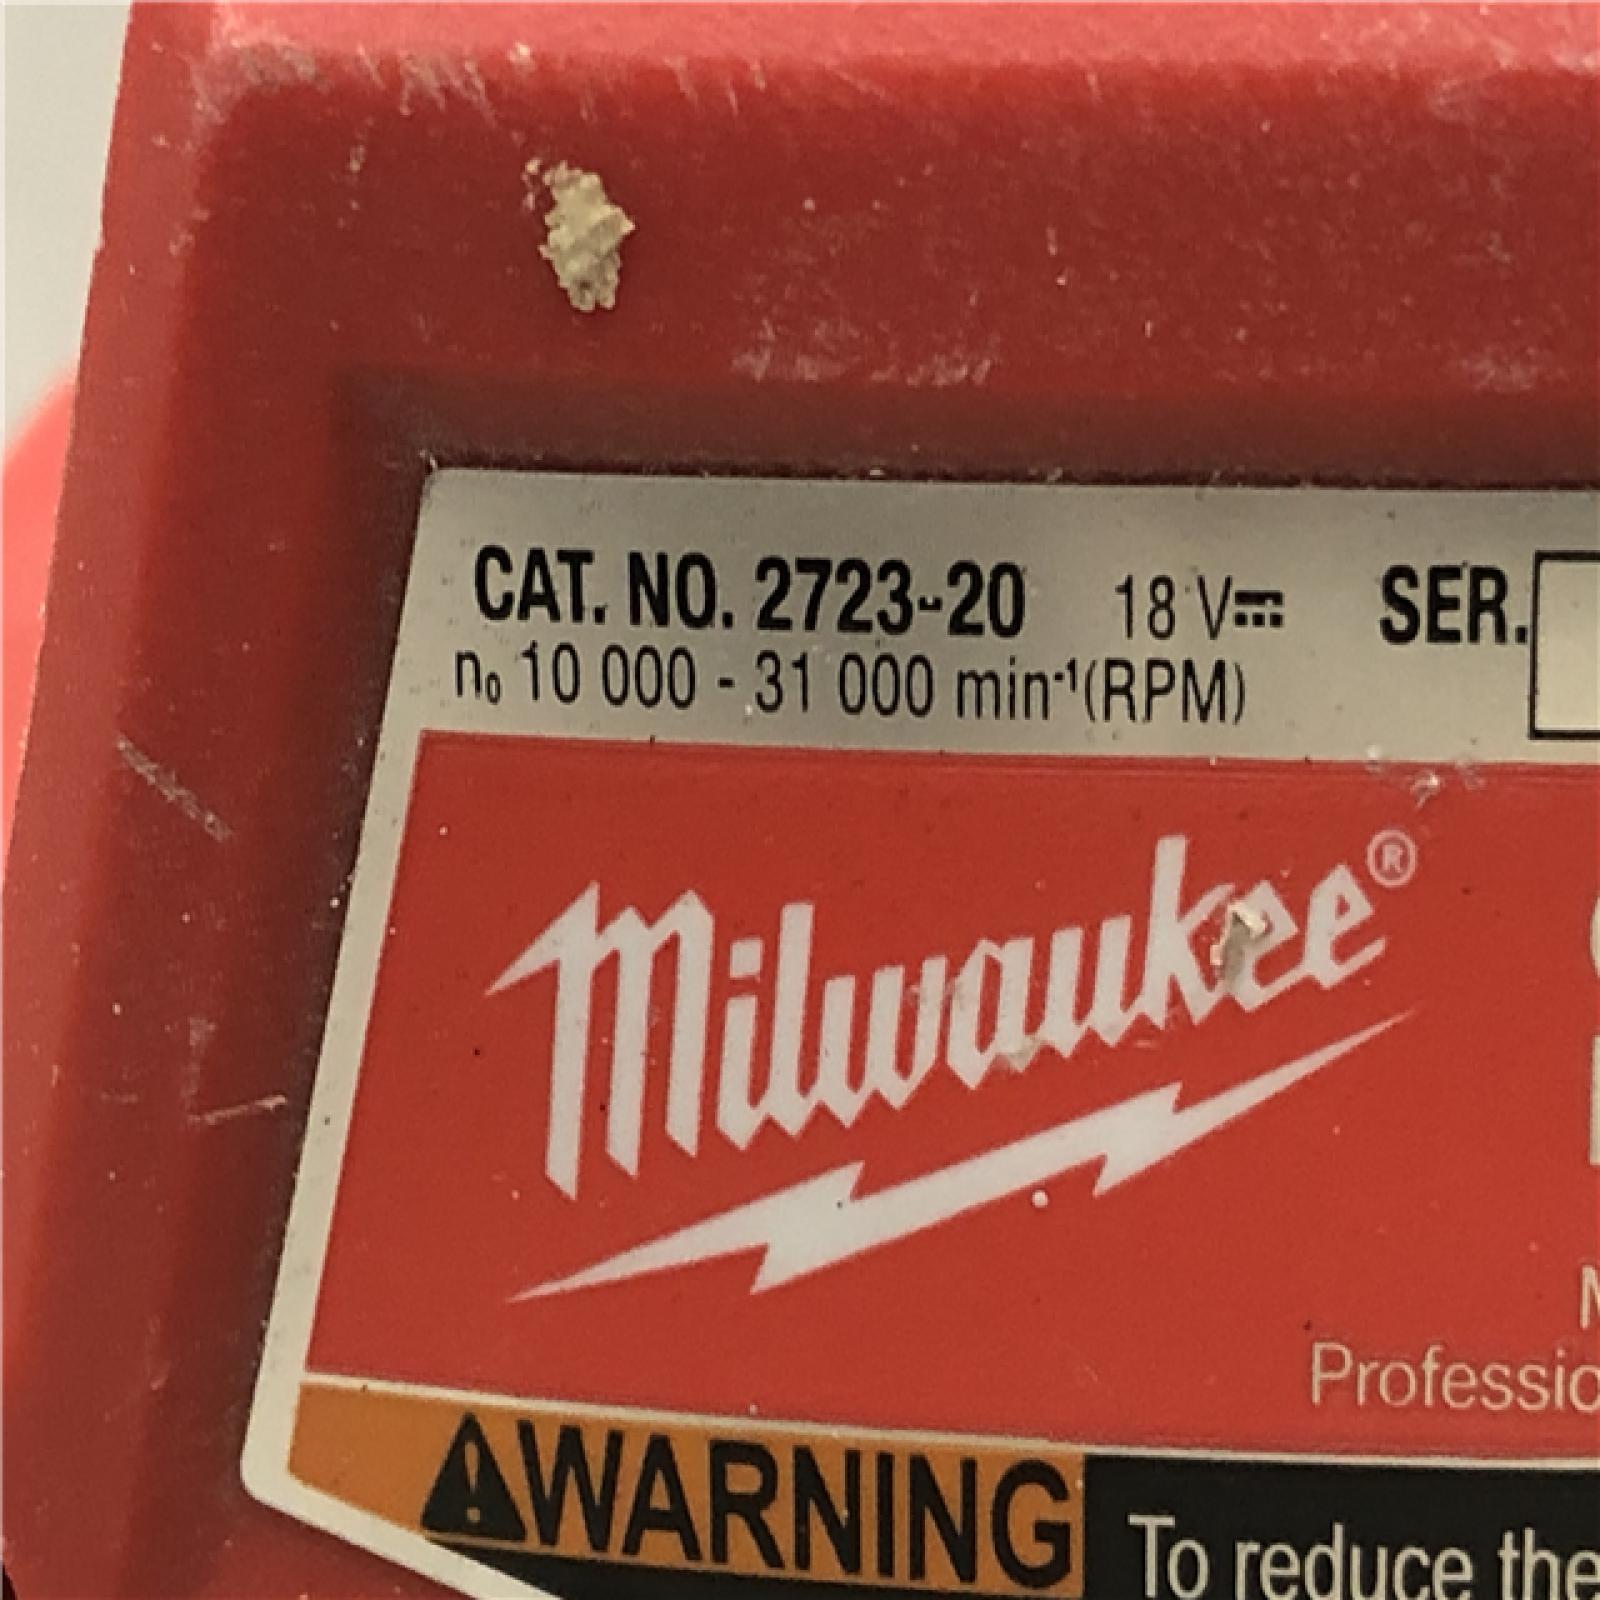 CAT. NO. 2723-20 18 V⎓ SER.
n₀ 10 000 - 31 000 min⁻¹(RPM)
Milwaukee®
Professio
⚠WARNING
To reduce the